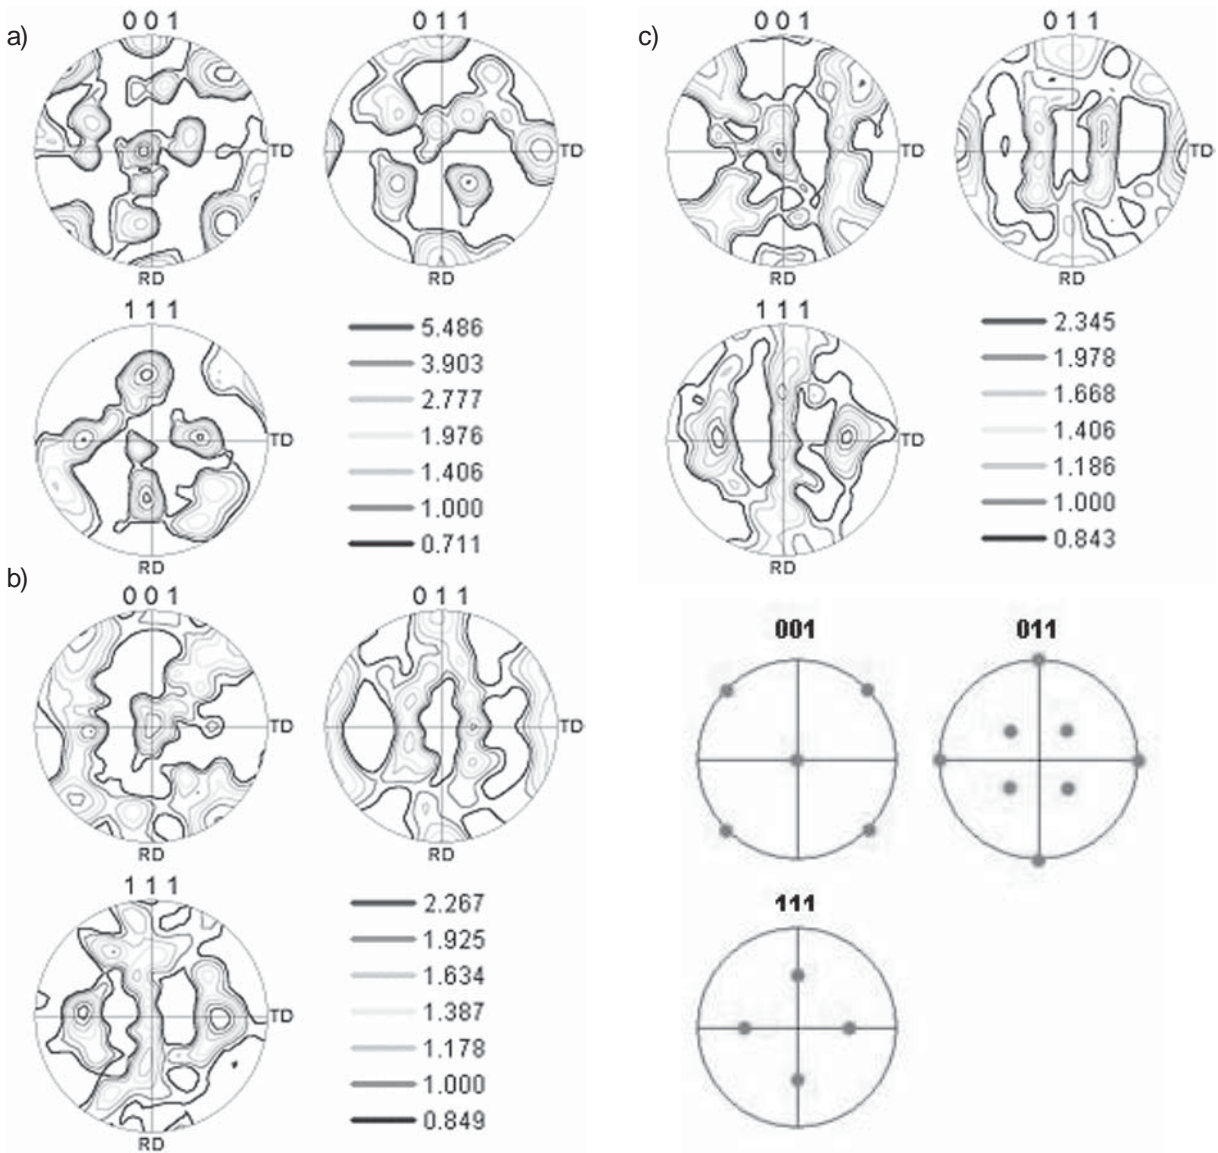 a)
0 0 1
0 1 1
TD
TD
RD
RD
1 1 1
TD
RD
5.486
3.903
2.777
1.976
1.406
1.000
0.711
b)
0 0 1
0 1 1
TD
TD
RD
RD
1 1 1
TD
RD
2.267
1.925
1.634
1.387
1.178
1.000
0.849
c)
0 0 1
0 1 1
TD
TD
RD
RD
1 1 1
TD
RD
2.345
1.978
1.668
1.406
1.186
1.000
0.843
001
011
111